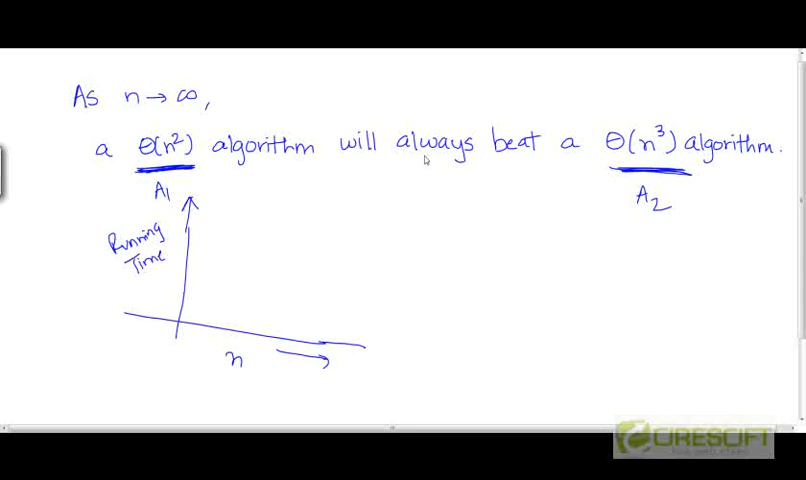 As n → ∞,
a Θ(n²) algorithm will always beat a Θ(n³) algorithm.
A₁
A₂
Running
Time
n →